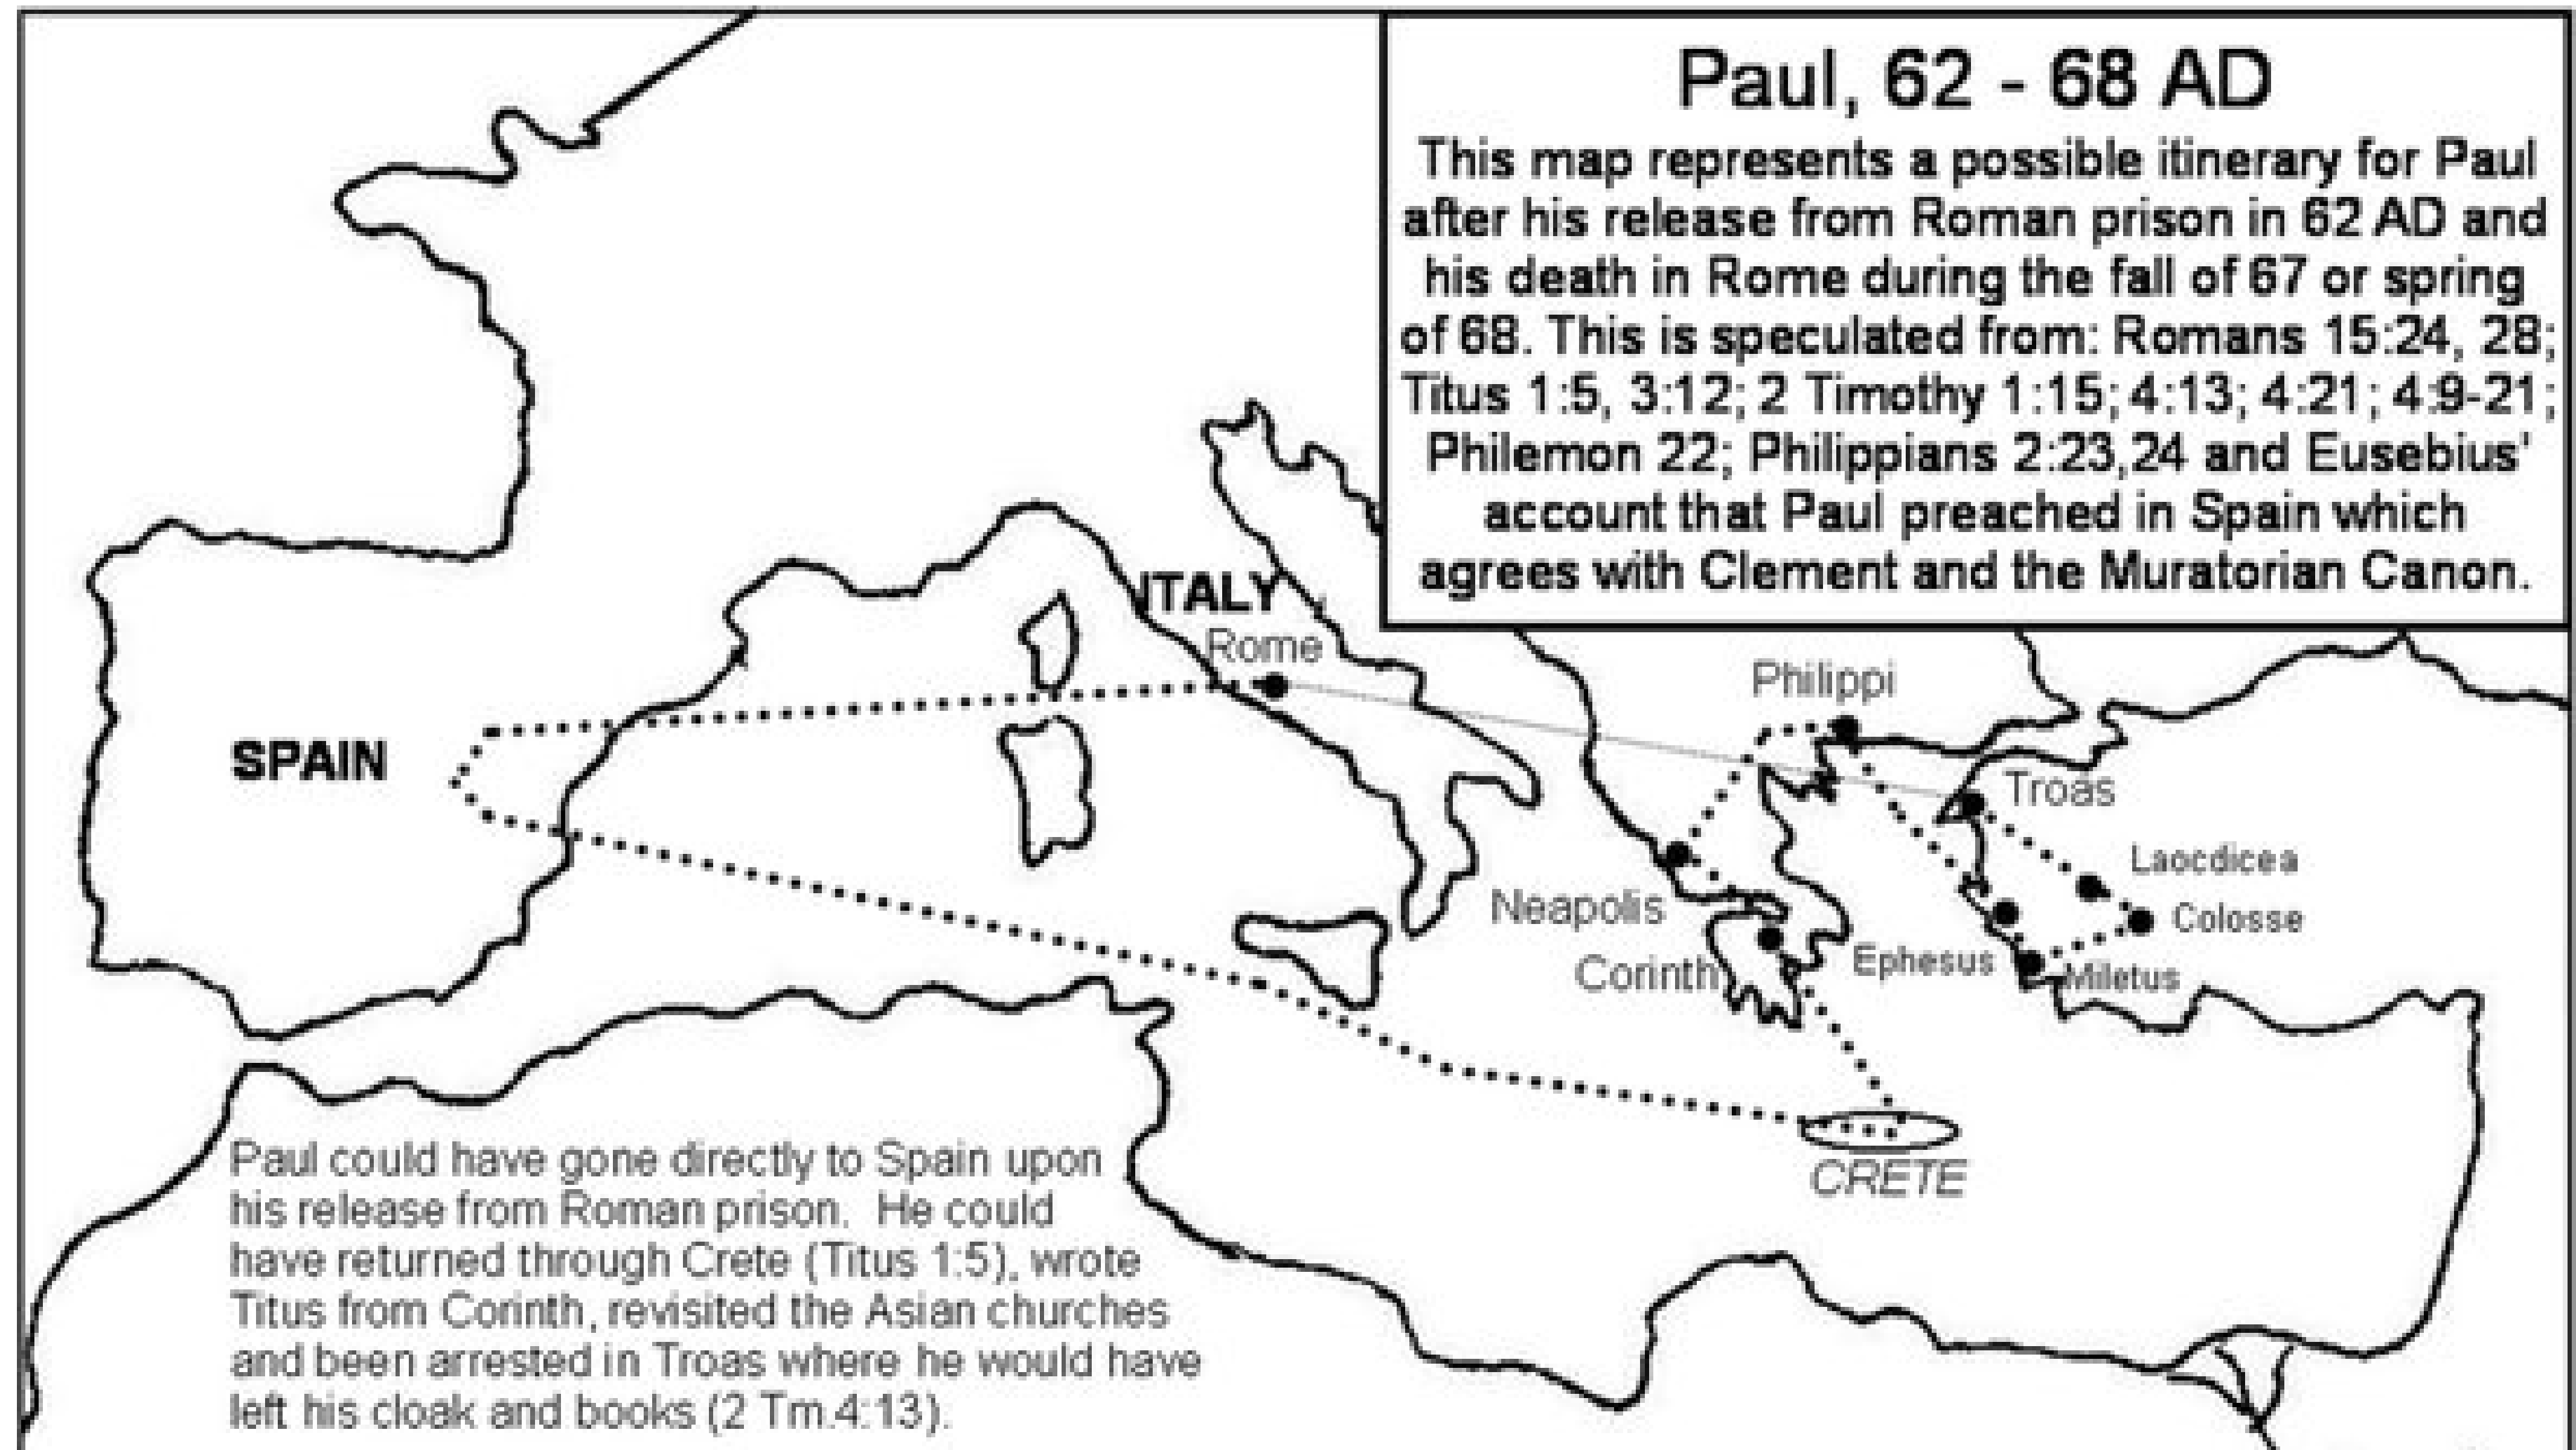 Paul, 62 - 68 AD
This map represents a possible itinerary for Paul
after his release from Roman prison in 62 AD and
his death in Rome during the fall of 67 or spring
of 68. This is speculated from: Romans 15:24, 28;
Titus 1:5, 3:12; 2 Timothy 1:15; 4:13; 4:21; 4:9-21;
Philemon 22; Philippians 2:23,24 and Eusebius'
account that Paul preached in Spain which
agrees with Clement and the Muratorian Canon.
ITALY
Rome
Philippi
SPAIN
Troas
Laocdicea
Neapolis
Colosse
Corinth
Ephesus
Miletus
CRETE
Paul could have gone directly to Spain upon
his release from Roman prison. He could
have returned through Crete (Titus 1:5), wrote
Titus from Corinth, revisited the Asian churches
and been arrested in Troas where he would have
left his cloak and books (2 Tm.4:13).